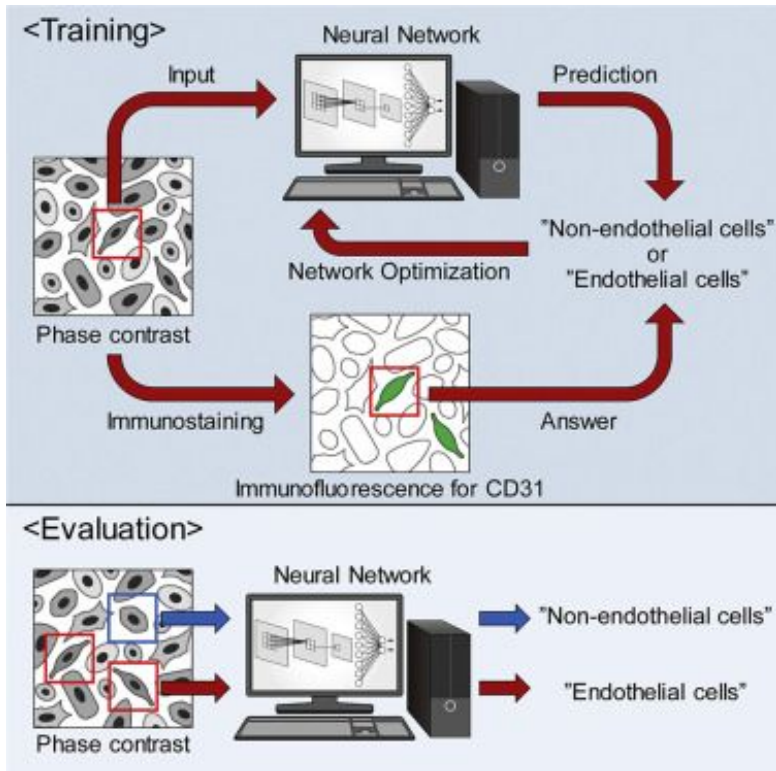 <Training>
Neural Network
Input
Prediction
"Non-endothelial cells"
or
"Endothelial cells"
Network Optimization
Phase contrast
Immunostaining
Answer
Immunofluorescence for CD31
<Evaluation>
Neural Network
"Non-endothelial cells"
"Endothelial cells"
Phase contrast